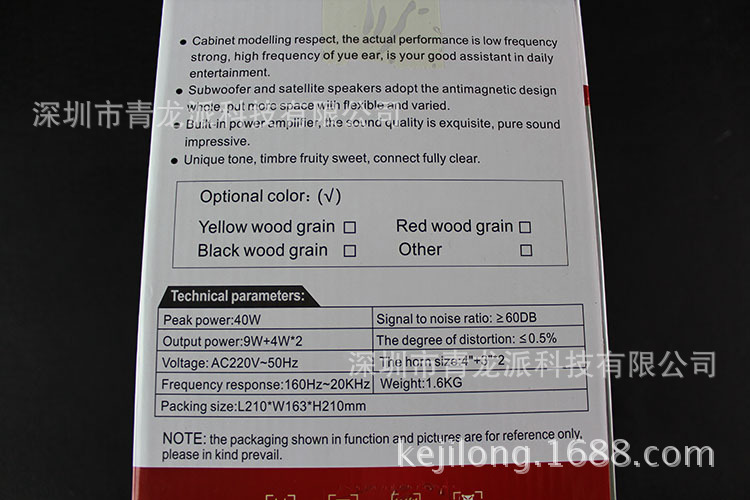 ● Cabinet modelling respect, the actual performance is low frequency
strong, high frequency of yue ear, is your good assistant in daily
entertainment.
● Subwoofer and satellite speakers adopt the antimagnetic design
whole, put more space with flexible and varied.
深圳市青龙派科技有限公司
● Built-in power amplifier, the sound quality is exquisite, pure sound
impressive.
● Unique tone, timbre fruity sweet, connect fully clear.
Optional color: (√)
Yellow wood grain □ Red wood grain □
Black wood grain □ Other □
Technical parameters:
Peak power:40W Signal to noise ratio: ≥60DB
Output power:9W+4W*2 The degree of distortion: ≤0.5%
Voltage: AC220V~50Hz The horn size:4"+3"*2
深圳市青龙派科技有限公司
Frequency response:160Hz~20KHz Weight:1.6KG
Packing size:L210*W163*H210mm
NOTE: the packaging shown in function and pictures are for reference only,
please in kind prevail.
kejilong.1688.com